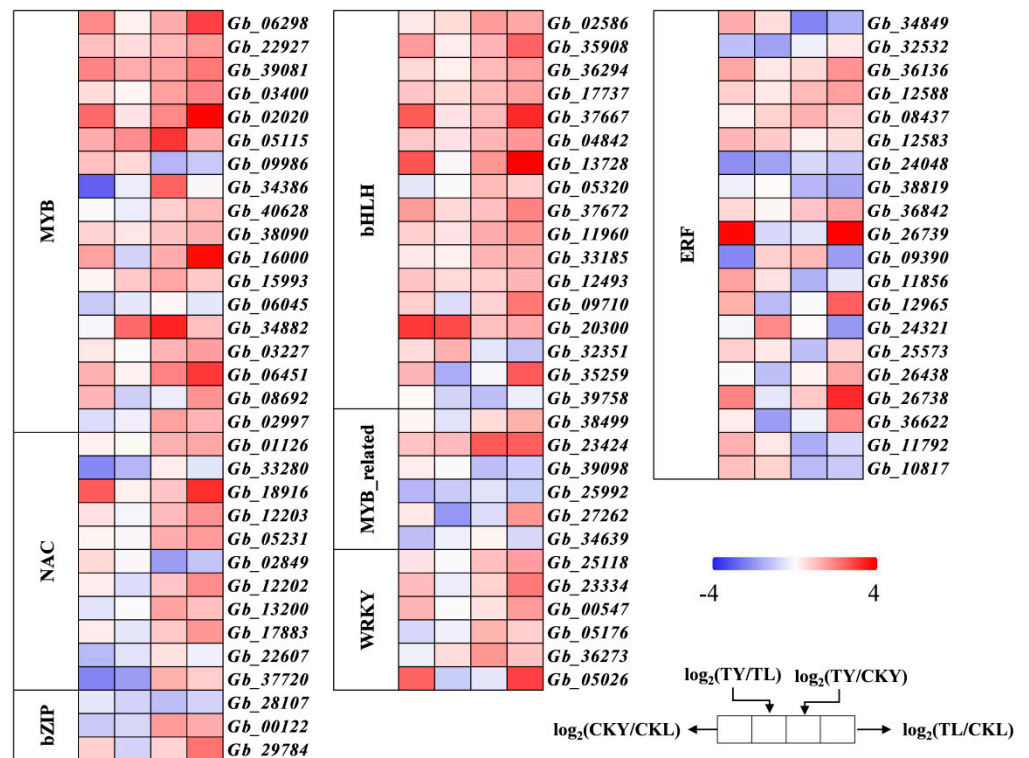 MYB
Gb_06298
Gb_22927
Gb_39081
Gb_03400
Gb_02020
Gb_05115
Gb_09986
Gb_34386
Gb_40628
Gb_38090
Gb_16000
Gb_15993
Gb_06045
Gb_34882
Gb_03227
Gb_06451
Gb_08692
Gb_02997
NAC
Gb_01126
Gb_33280
Gb_18916
Gb_12203
Gb_05231
Gb_02849
Gb_12202
Gb_13200
Gb_17883
Gb_22607
Gb_37720
bZIP
Gb_28107
Gb_00122
Gb_29784
bHLH
Gb_02586
Gb_35908
Gb_36294
Gb_17737
Gb_37667
Gb_04842
Gb_13728
Gb_05320
Gb_37672
Gb_11960
Gb_33185
Gb_12493
Gb_09710
Gb_20300
Gb_32351
Gb_35259
Gb_39758
MYB_related
Gb_38499
Gb_23424
Gb_39098
Gb_25992
Gb_27262
Gb_34639
WRKY
Gb_25118
Gb_23334
Gb_00547
Gb_05176
Gb_36273
Gb_05026
ERF
Gb_34849
Gb_32532
Gb_36136
Gb_12588
Gb_08437
Gb_12583
Gb_24048
Gb_38819
Gb_36842
Gb_26739
Gb_09390
Gb_11856
Gb_12965
Gb_24321
Gb_25573
Gb_26438
Gb_26738
Gb_36622
Gb_11792
Gb_10817
-4 4
log₂(TY/TL) log₂(TY/CKY)
log₂(CKY/CKL) log₂(TL/CKL)